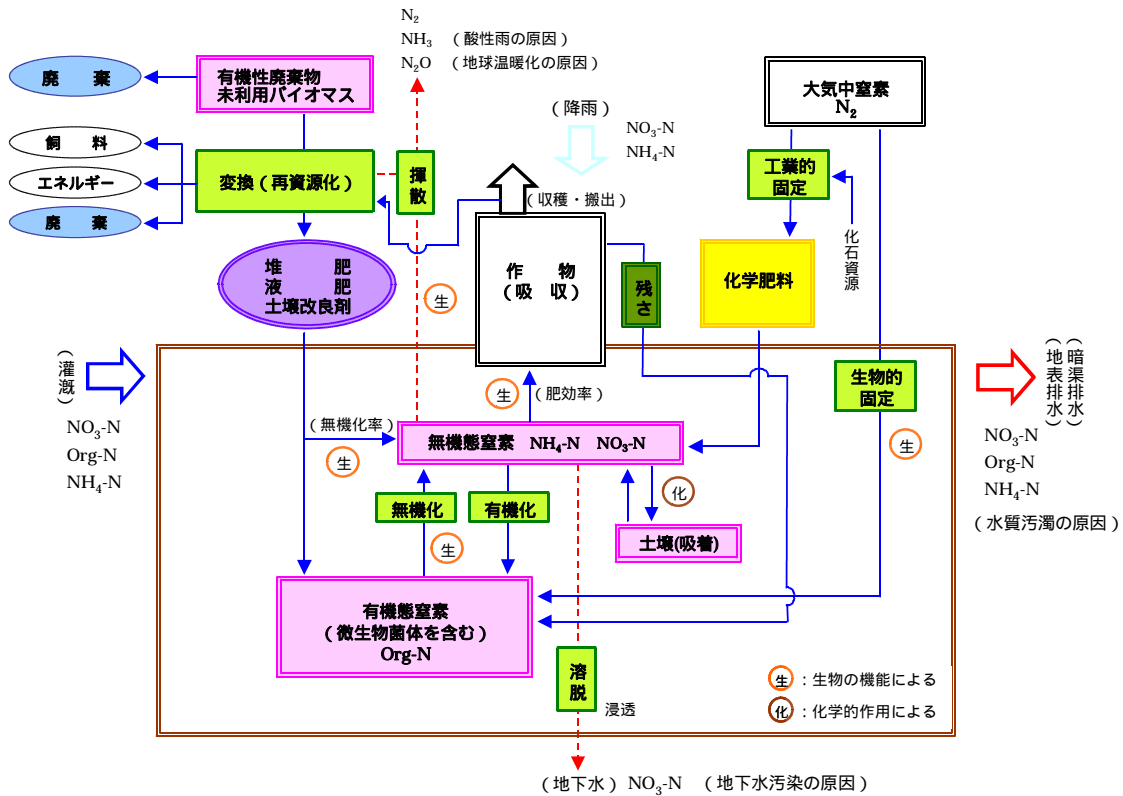 N₂
NH₃ （酸性雨の原因）
N₂O （地球温暖化の原因）
廃　棄
有機性廃棄物
未利用バイオマス
大気中窒素
N₂
（降雨）
NO₃-N
NH₄-N
飼　料
エネルギー
廃　棄
変換（再資源化）
揮散
（収穫・搬出）
工業的
固定
化石資源
堆　肥
液　肥
土壌改良剤
生
作　物
（吸　収）
残さ
化学肥料
（灌漑）
NO₃-N
Org-N
NH₄-N
生
（肥効率）
生物的
固定
生
（地表排水）
（暗渠排水）
NO₃-N
Org-N
NH₄-N
（水質汚濁の原因）
（無機化率）
生
無機態窒素　NH₄-N　NO₃-N
無機化
有機化
生
化
土壌(吸着)
有機態窒素
（微生物菌体を含む）
Org-N
溶脱
浸透
生 ：生物の機能による
化 ：化学的作用による
（地下水）NO₃-N （地下水汚染の原因）